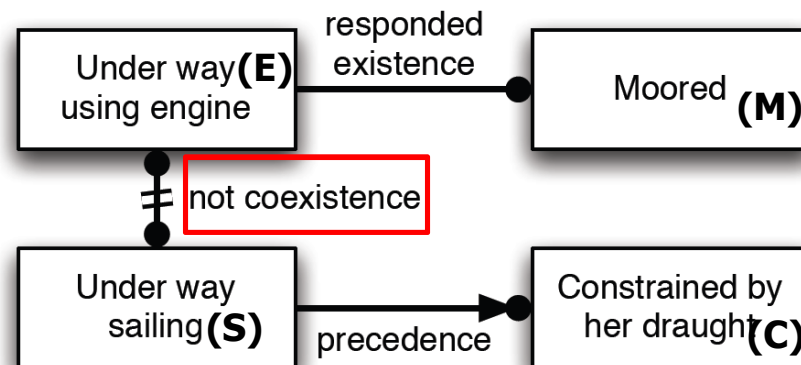 responded
existence
Under way (E)
using engine
Moored (M)
not coexistence
Under way
sailing (S)
precedence
Constrained by
her draught (C)